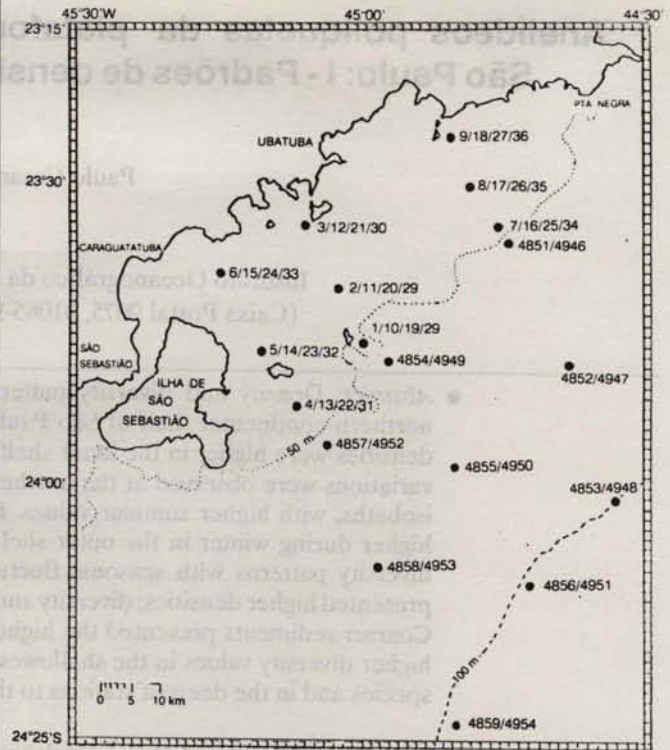 45°30'W
45°00'
44°30'
23°15'
PTA NEGRA
UBATUBA
9/18/27/36
23°30'
8/17/26/35
3/12/21/30
7/16/25/34
4851/4946
CARAGUATATUBA
6/15/24/33
2/11/20/29
1/10/19/29
SÃO
SEBASTIÃO
5/14/23/32
4854/4949
4852/4947
ILHA DE
SÃO
SEBASTIÃO
4/13/22/31
50 m.
4857/4952
4855/4950
24°00'
4853/4948
4858/4953
4856/4951
100 m.
0 5 10 km
4859/4954
24°25'S